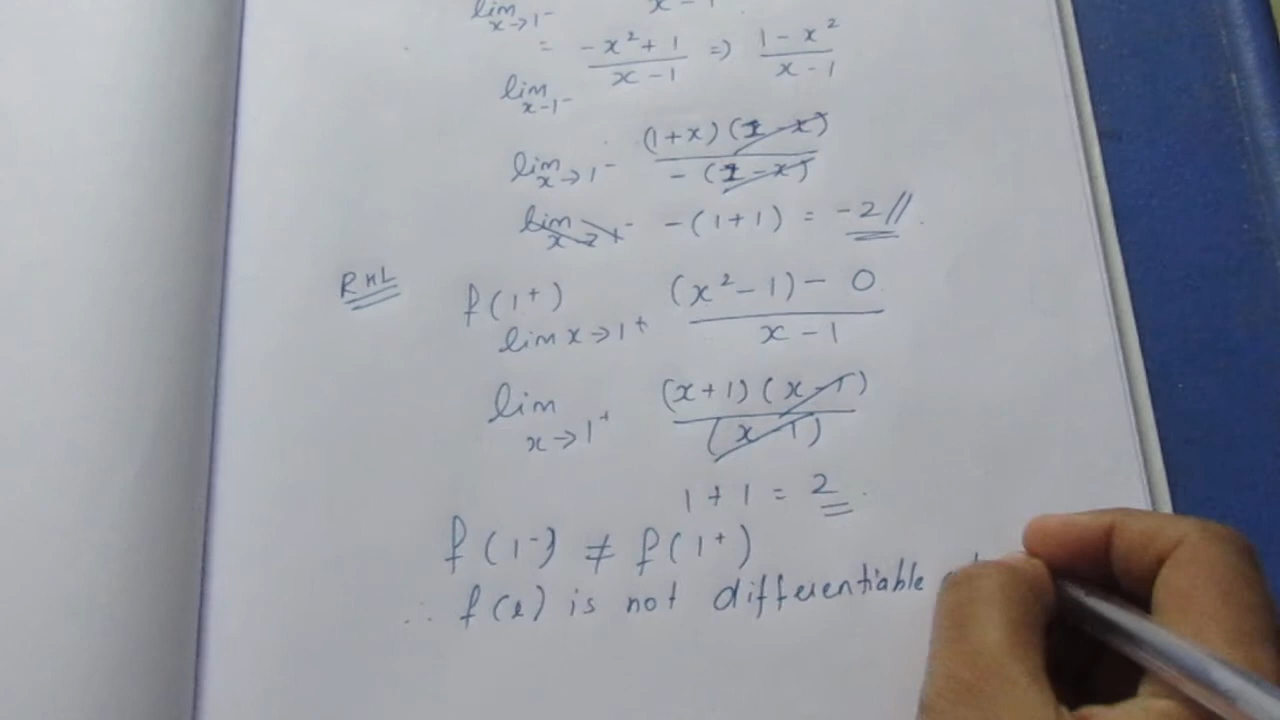 lim x→1⁻ x - 1
= -x² + 1 / x - 1 => 1 - x² / x - 1
lim x-1⁻
lim x→1⁻ (1+x)(1-x) / -(1-x)
lim x→1⁻ -(1+1) = -2//.
RHL f(1⁺)
lim x→1⁺ (x²-1) - 0 / x - 1
lim x→1⁺ (x+1)(x-1) / (x-1)
1 + 1 = 2.
f(1-) ≠ f(1⁺)
∴ f(x) is not differentiable